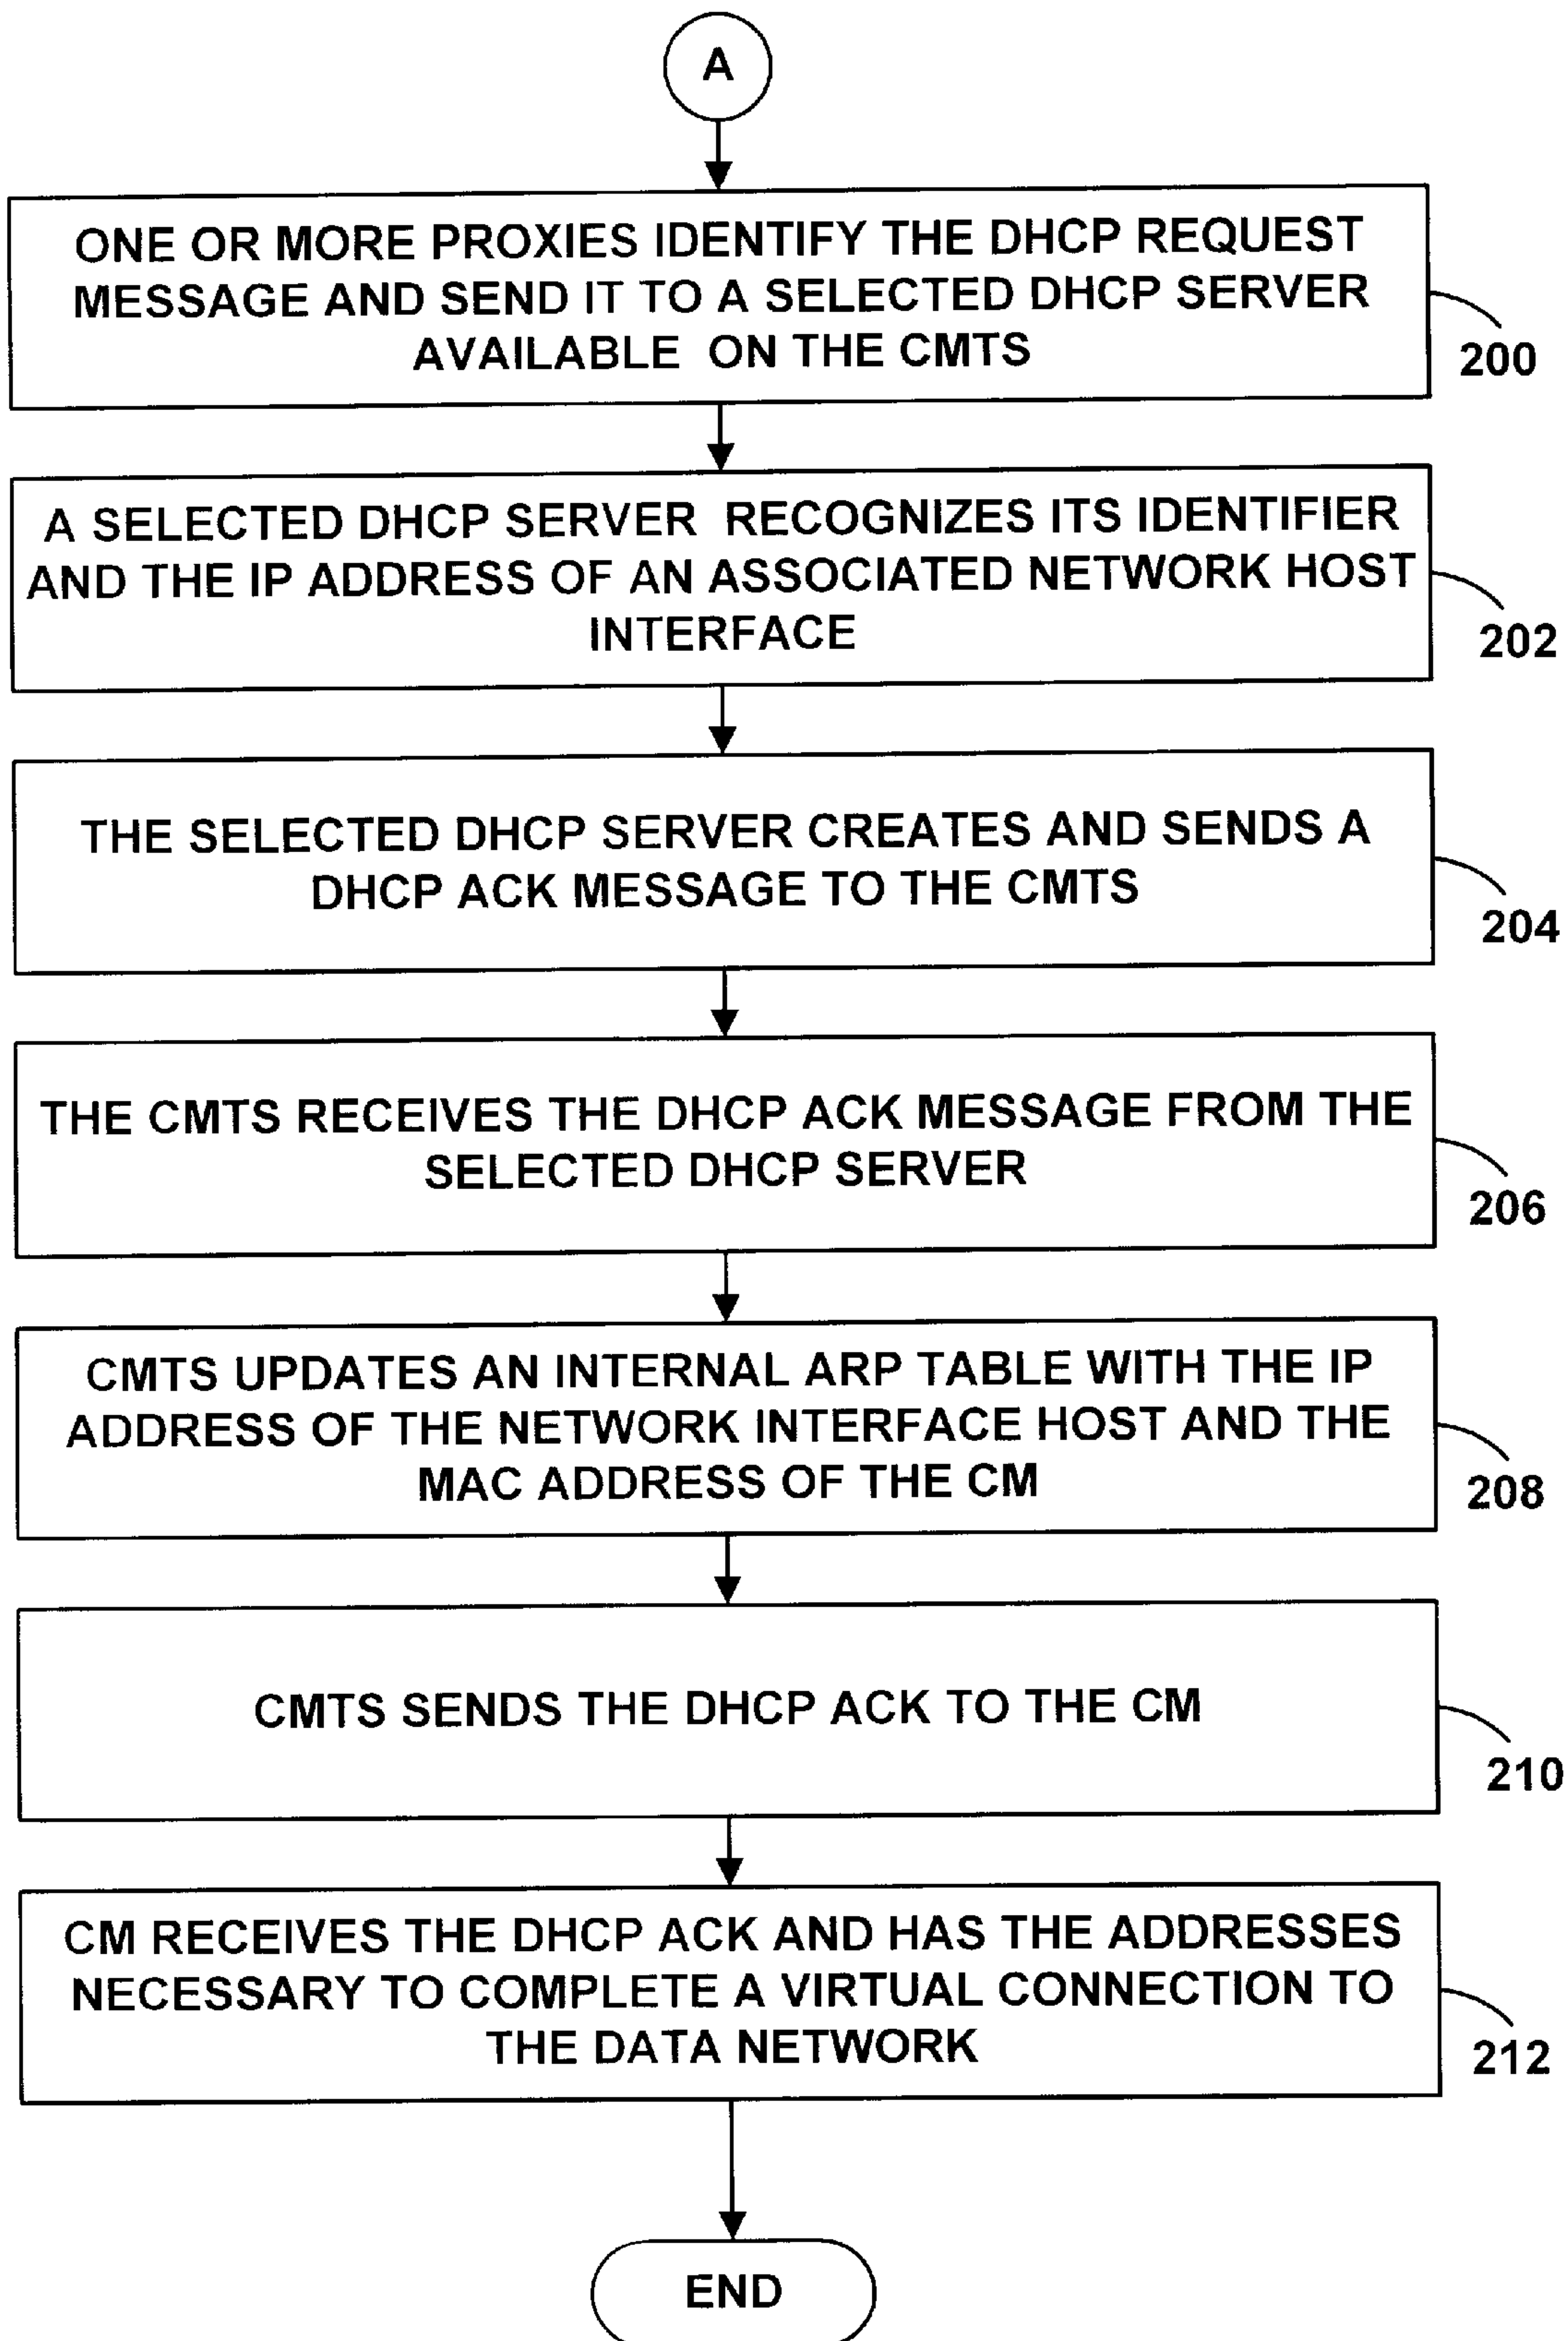 A
ONE OR MORE PROXIES IDENTIFY THE DHCP REQUEST
MESSAGE AND SEND IT TO A SELECTED DHCP SERVER
AVAILABLE ON THE CMTS
200
A SELECTED DHCP SERVER RECOGNIZES ITS IDENTIFIER
AND THE IP ADDRESS OF AN ASSOCIATED NETWORK HOST
INTERFACE
202
THE SELECTED DHCP SERVER CREATES AND SENDS A
DHCP ACK MESSAGE TO THE CMTS
204
THE CMTS RECEIVES THE DHCP ACK MESSAGE FROM THE
SELECTED DHCP SERVER
206
CMTS UPDATES AN INTERNAL ARP TABLE WITH THE IP
ADDRESS OF THE NETWORK INTERFACE HOST AND THE
MAC ADDRESS OF THE CM
208
CMTS SENDS THE DHCP ACK TO THE CM
210
CM RECEIVES THE DHCP ACK AND HAS THE ADDRESSES
NECESSARY TO COMPLETE A VIRTUAL CONNECTION TO
THE DATA NETWORK
212
END